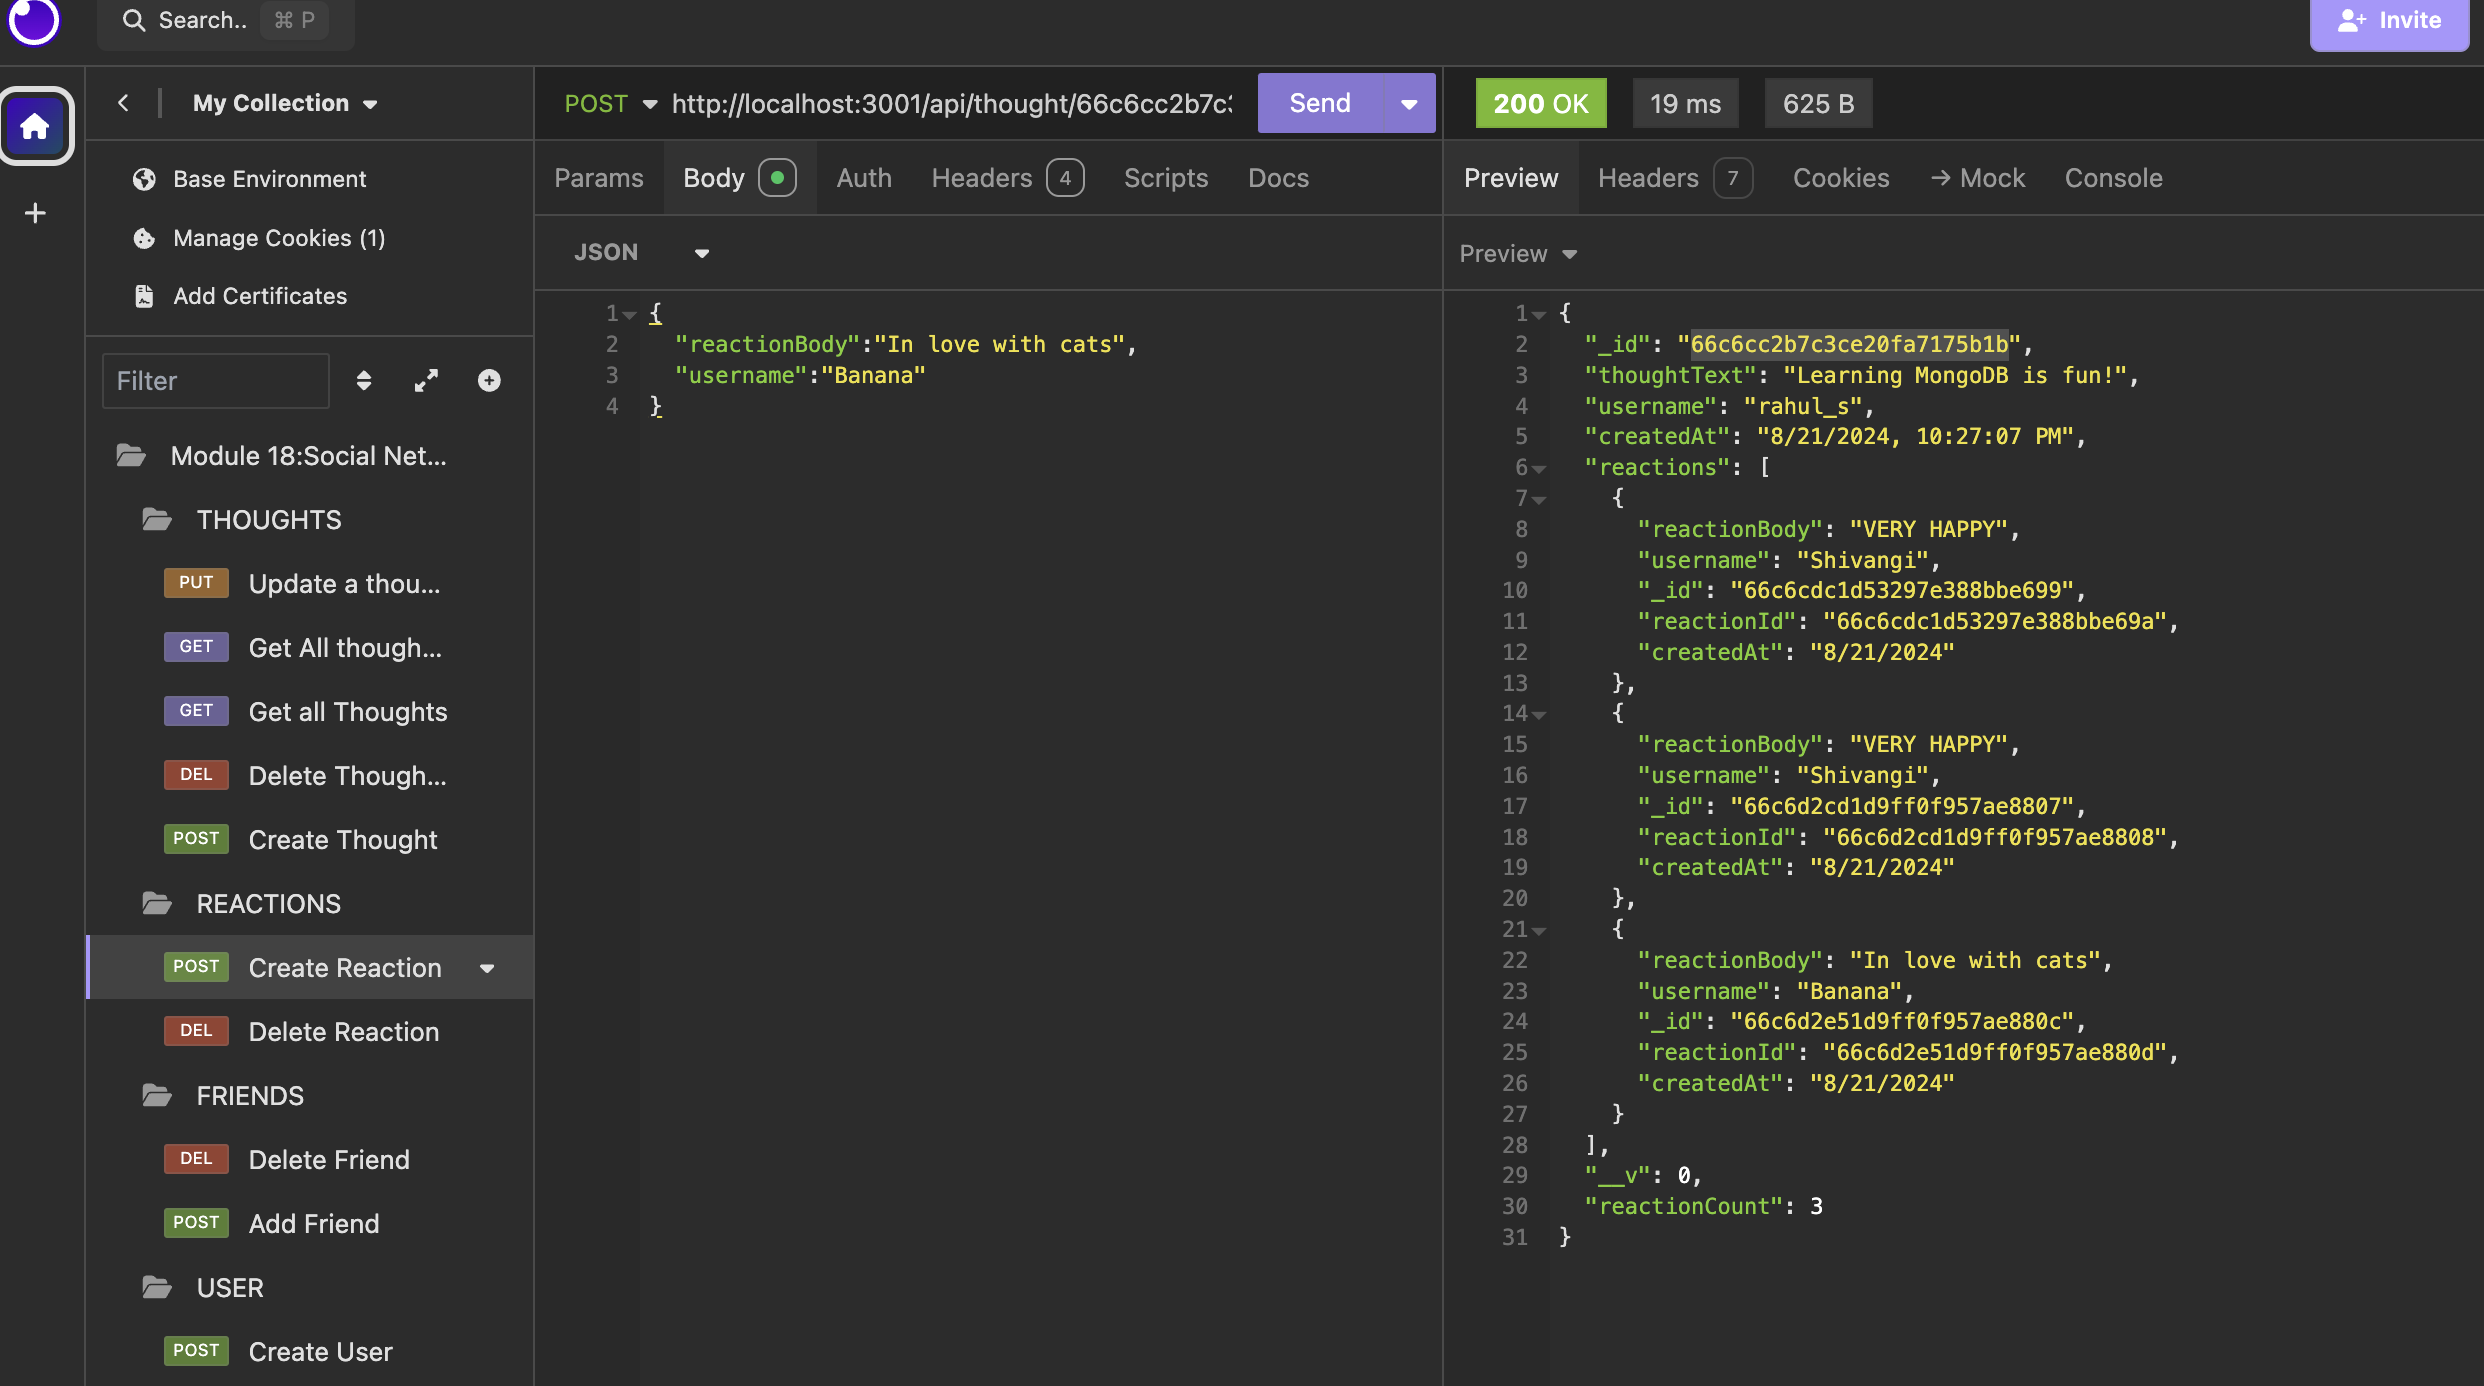 Search.. ⌘ P
Invite
My Collection
Base Environment
Manage Cookies (1)
Add Certificates
Filter
Module 18:Social Net...
THOUGHTS
PUT Update a thou...
GET Get All though...
GET Get all Thoughts
DEL Delete Though...
POST Create Thought
REACTIONS
POST Create Reaction
DEL Delete Reaction
FRIENDS
DEL Delete Friend
POST Add Friend
USER
POST Create User
POST http://localhost:3001/api/thought/66c6cc2b7c3 Send
Params Body Auth Headers 4 Scripts Docs
JSON
1 {
2 "reactionBody":"In love with cats",
3 "username":"Banana"
4 }
200 OK 19 ms 625 B
Preview Headers 7 Cookies → Mock Console
Preview
1 {
2 "_id": "66c6cc2b7c3ce20fa7175b1b",
3 "thoughtText": "Learning MongoDB is fun!",
4 "username": "rahul_s",
5 "createdAt": "8/21/2024, 10:27:07 PM",
6 "reactions": [
7 {
8 "reactionBody": "VERY HAPPY",
9 "username": "Shivangi",
10 "_id": "66c6cdc1d53297e388bbe699",
11 "reactionId": "66c6cdc1d53297e388bbe69a",
12 "createdAt": "8/21/2024"
13 },
14 {
15 "reactionBody": "VERY HAPPY",
16 "username": "Shivangi",
17 "_id": "66c6d2cd1d9ff0f957ae8807",
18 "reactionId": "66c6d2cd1d9ff0f957ae8808",
19 "createdAt": "8/21/2024"
20 },
21 {
22 "reactionBody": "In love with cats",
23 "username": "Banana",
24 "_id": "66c6d2e51d9ff0f957ae880c",
25 "reactionId": "66c6d2e51d9ff0f957ae880d",
26 "createdAt": "8/21/2024"
27 }
28 ],
29 "__v": 0,
30 "reactionCount": 3
31 }